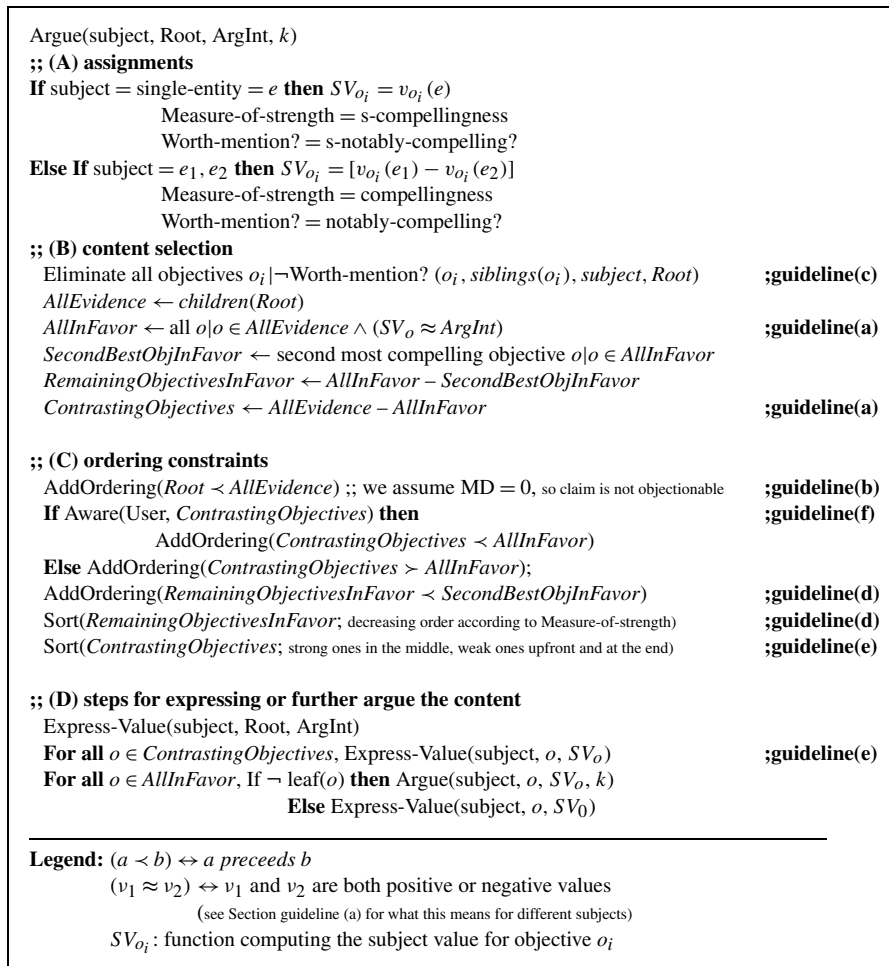 Argue(subject, Root, ArgInt, k)
;; (A) assignments
If subject = single-entity = e then SV_{o_i} = v_{o_i}(e)
Measure-of-strength = s-compellingness
Worth-mention? = s-notably-compelling?
Else If subject = e_1, e_2 then SV_{o_i} = [v_{o_i}(e_1) − v_{o_i}(e_2)]
Measure-of-strength = compellingness
Worth-mention? = notably-compelling?
;; (B) content selection
Eliminate all objectives o_i|¬Worth-mention? (o_i, siblings(o_i), subject, Root) ;guideline(c)
AllEvidence ← children(Root)
AllInFavor ← all o|o ∈ AllEvidence ∧ (SV_o ≈ ArgInt) ;guideline(a)
SecondBestObjInFavor ← second most compelling objective o|o ∈ AllInFavor
RemainingObjectivesInFavor ← AllInFavor – SecondBestObjInFavor
ContrastingObjectives ← AllEvidence – AllInFavor ;guideline(a)
;; (C) ordering constraints
AddOrdering(Root ≺ AllEvidence) ;; we assume MD = 0, so claim is not objectionable ;guideline(b)
If Aware(User, ContrastingObjectives) then ;guideline(f)
AddOrdering(ContrastingObjectives ≺ AllInFavor)
Else AddOrdering(ContrastingObjectives ≻ AllInFavor);
AddOrdering(RemainingObjectivesInFavor ≺ SecondBestObjInFavor) ;guideline(d)
Sort(RemainingObjectivesInFavor; decreasing order according to Measure-of-strength) ;guideline(d)
Sort(ContrastingObjectives; strong ones in the middle, weak ones upfront and at the end) ;guideline(e)
;; (D) steps for expressing or further argue the content
Express-Value(subject, Root, ArgInt)
For all o ∈ ContrastingObjectives, Express-Value(subject, o, SV_o) ;guideline(e)
For all o ∈ AllInFavor, If ¬ leaf(o) then Argue(subject, o, SV_o, k)
Else Express-Value(subject, o, SV_0)
Legend: (a ≺ b) ↔ a preceeds b
(ν_1 ≈ ν_2) ↔ ν_1 and ν_2 are both positive or negative values
(see Section guideline (a) for what this means for different subjects)
SV_{o_i}: function computing the subject value for objective o_i